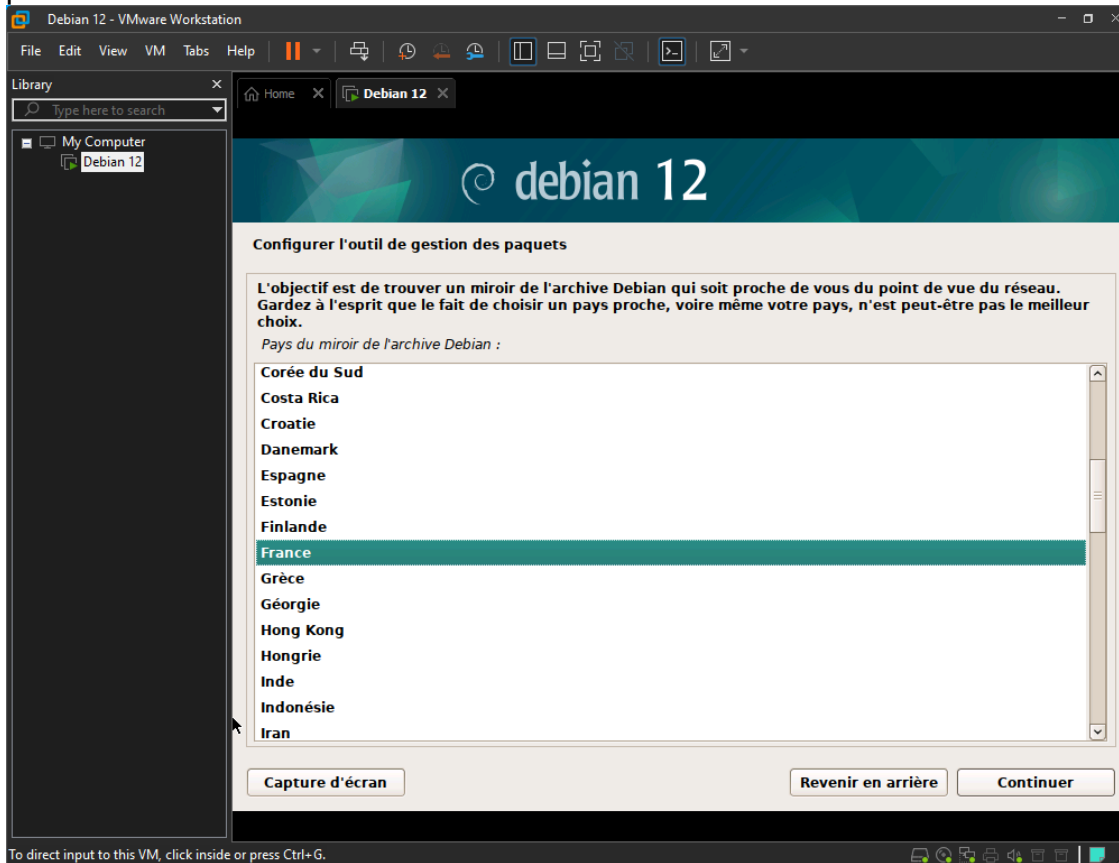 Debian 12 - VMware Workstation
File Edit View VM Tabs Help
Library
Type here to search
My Computer
Debian 12
Home
Debian 12
debian 12
Configurer l'outil de gestion des paquets
L'objectif est de trouver un miroir de l'archive Debian qui soit proche de vous du point de vue du réseau.
Gardez à l'esprit que le fait de choisir un pays proche, voire même votre pays, n'est peut-être pas le meilleur
choix.
Pays du miroir de l'archive Debian :
Corée du Sud
Costa Rica
Croatie
Danemark
Espagne
Estonie
Finlande
France
Grèce
Géorgie
Hong Kong
Hongrie
Inde
Indonésie
Iran
Capture d'écran
Revenir en arrière
Continuer
To direct input to this VM, click inside or press Ctrl+G.